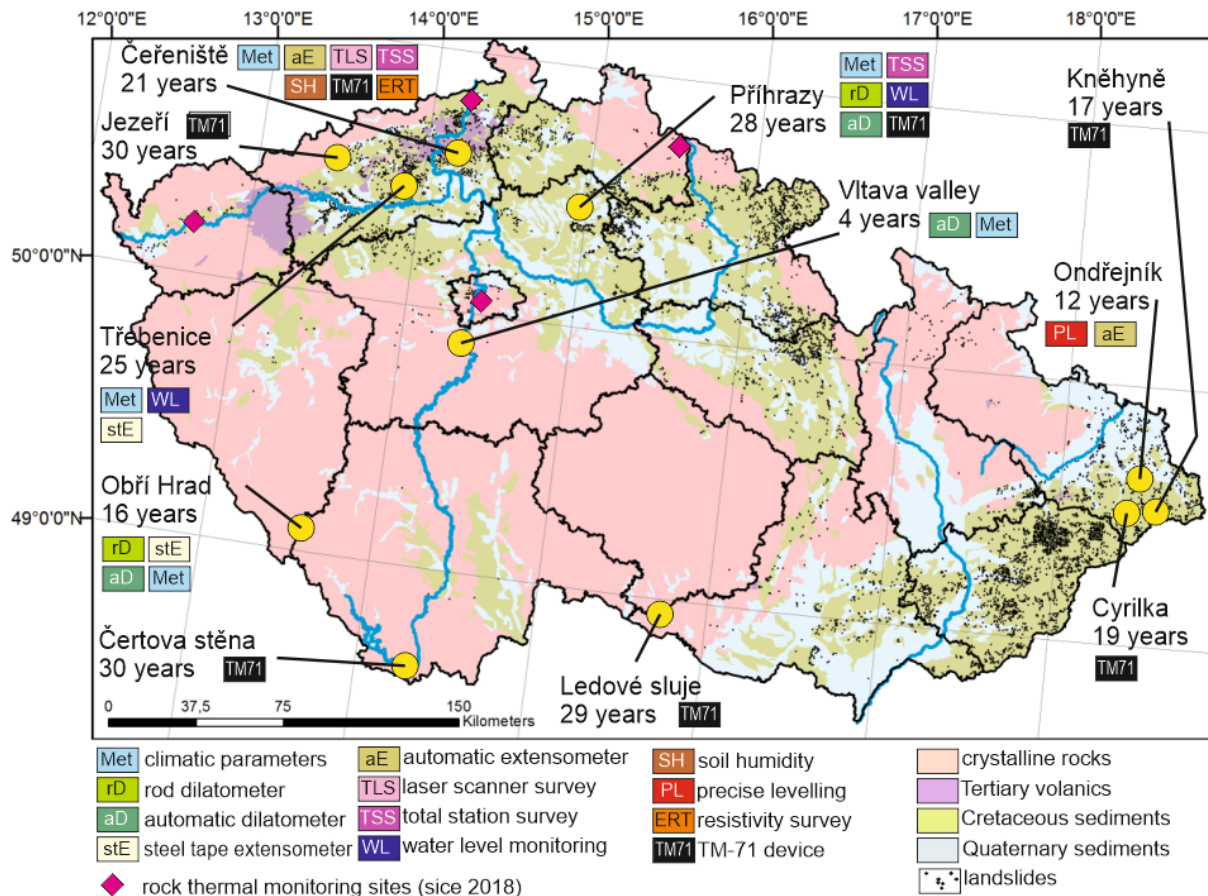 12°0'0"E 13°0'0"E 14°0'0"E 15°0'0"E 16°0'0"E 17°0'0"E 18°0'0"E
50°0'0"N
49°0'0"N
Čeřeniště
21 years
Met aE TLS TSS
SH TM71 ERT
Jezeří
30 years
TM71
Příhrazy
28 years
Met TSS
rD WL
aD TM71
Kněhyně
17 years
TM71
Vltava valley
4 years
aD Met
Ondřejník
12 years
PL aE
Třebenice
25 years
Met WL
stE
Obří Hrad
16 years
rD stE
aD Met
Čertova stěna
30 years
TM71
Ledové sluje
29 years
TM71
Cyrilka
19 years
TM71
0 37,5 75 150
Kilometers
Met climatic parameters
rD rod dilatometer
aD automatic dilatometer
stE steel tape extensometer
aE automatic extensometer
TLS laser scanner survey
TSS total station survey
WL water level monitoring
SH soil humidity
PL precise levelling
ERT resistivity survey
TM71 TM-71 device
crystalline rocks
Tertiary volanics
Cretaceous sediments
Quaternary sediments
landslides
rock thermal monitoring sites (sice 2018)